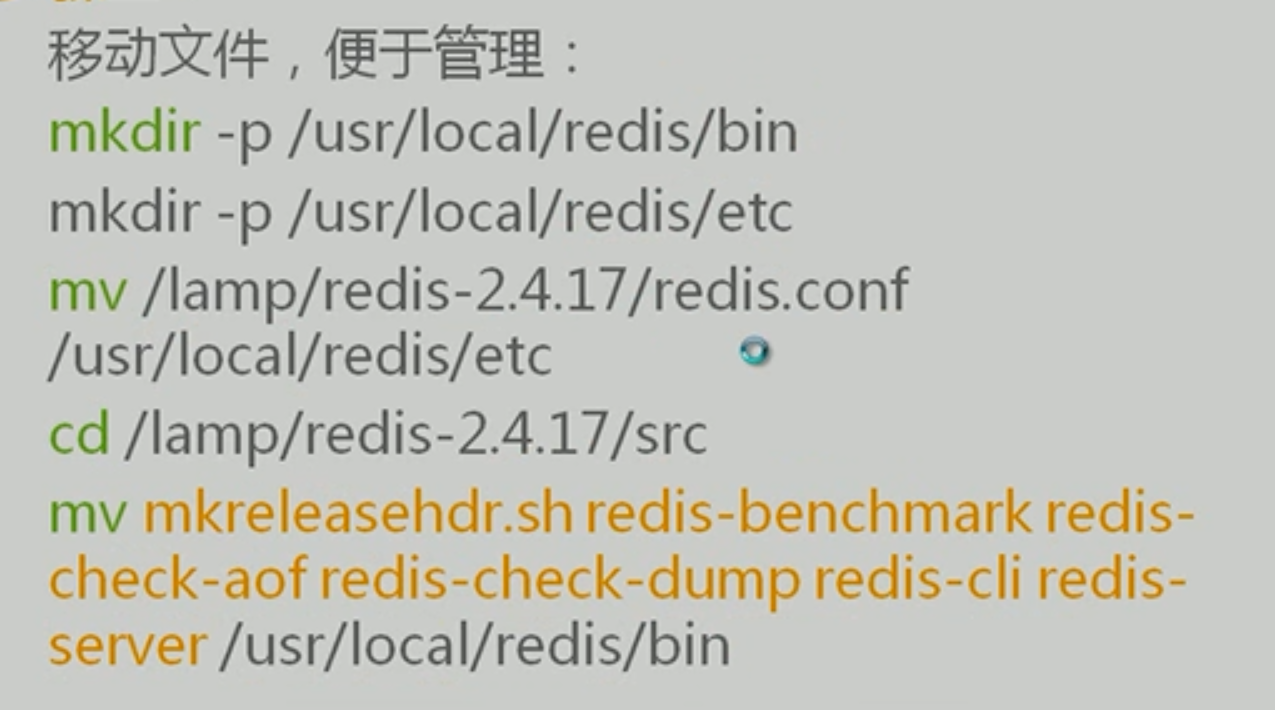 移动文件，便于管理：
mkdir -p /usr/local/redis/bin
mkdir -p /usr/local/redis/etc
mv /lamp/redis-2.4.17/redis.conf
/usr/local/redis/etc
cd /lamp/redis-2.4.17/src
mv mkreleasehdr.sh redis-benchmark redis-
check-aof redis-check-dump redis-cli redis-
server /usr/local/redis/bin